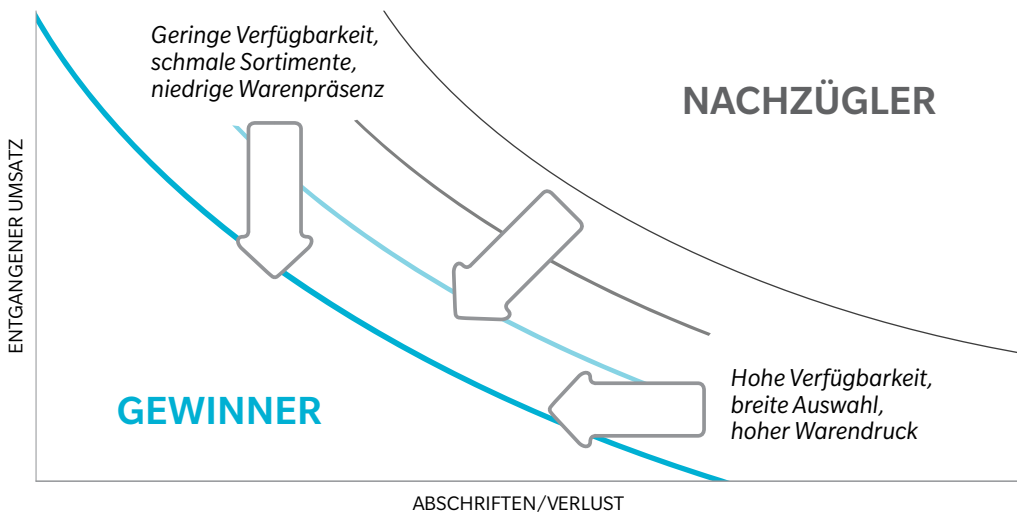 Geringe Verfügbarkeit,
schmale Sortimente,
niedrige Warenpräsenz
NACHZÜGLER
ENTGANGENER UMSATZ
GEWINNER
Hohe Verfügbarkeit,
breite Auswahl,
hoher Warendruck
ABSCHRIFTEN/VERLUST